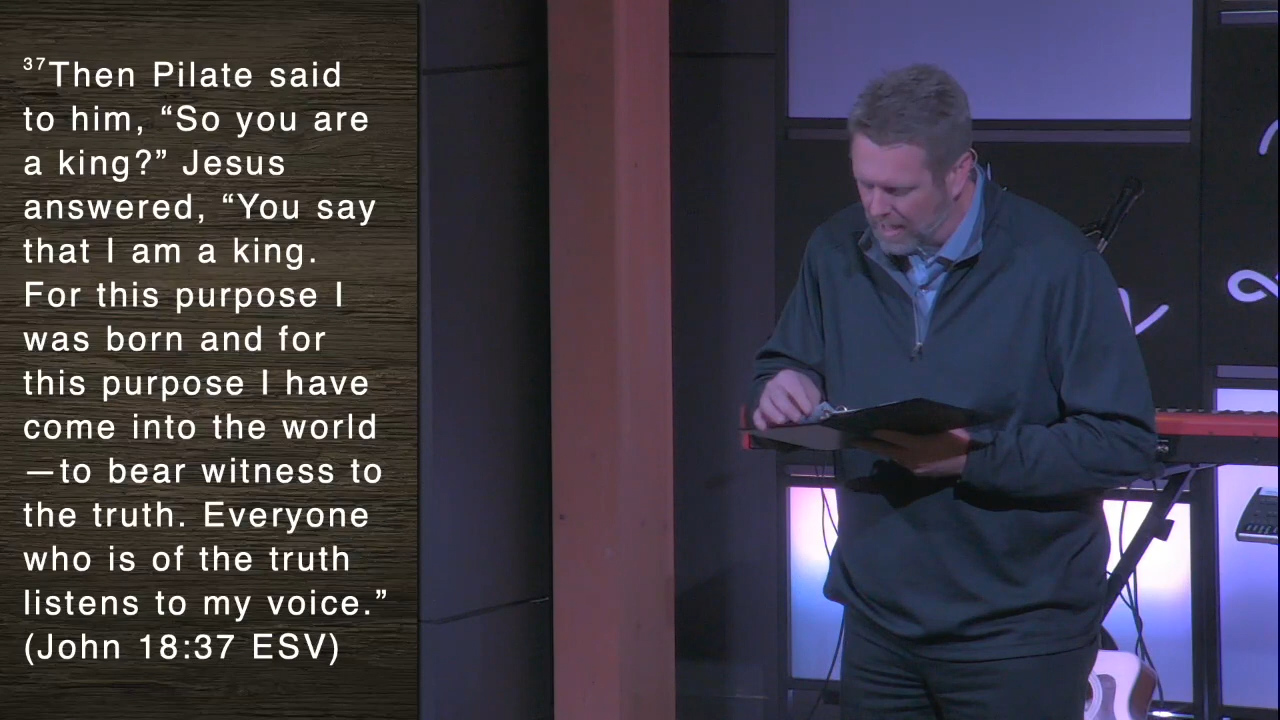 ³⁷Then Pilate said
to him, “So you are
a king?” Jesus
answered, “You say
that I am a king.
For this purpose I
was born and for
this purpose I have
come into the world
—to bear witness to
the truth. Everyone
who is of the truth
listens to my voice.”
(John 18:37 ESV)